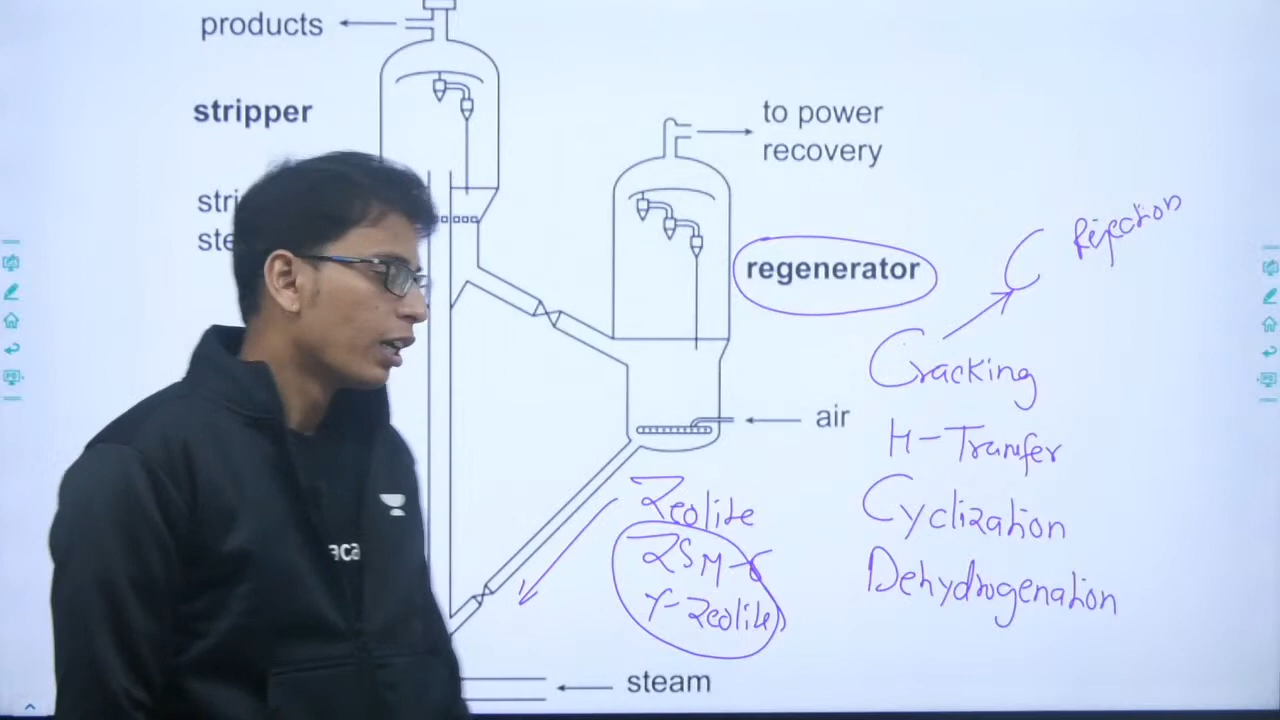 products
stripper
stri
ste
to power
recovery
regenerator
air
steam
Rejection
C
Cracking
H-Transfer
Cyclization
Dehydrogenation
Zeolite
ZSM-5
Y-Zeolite
aca